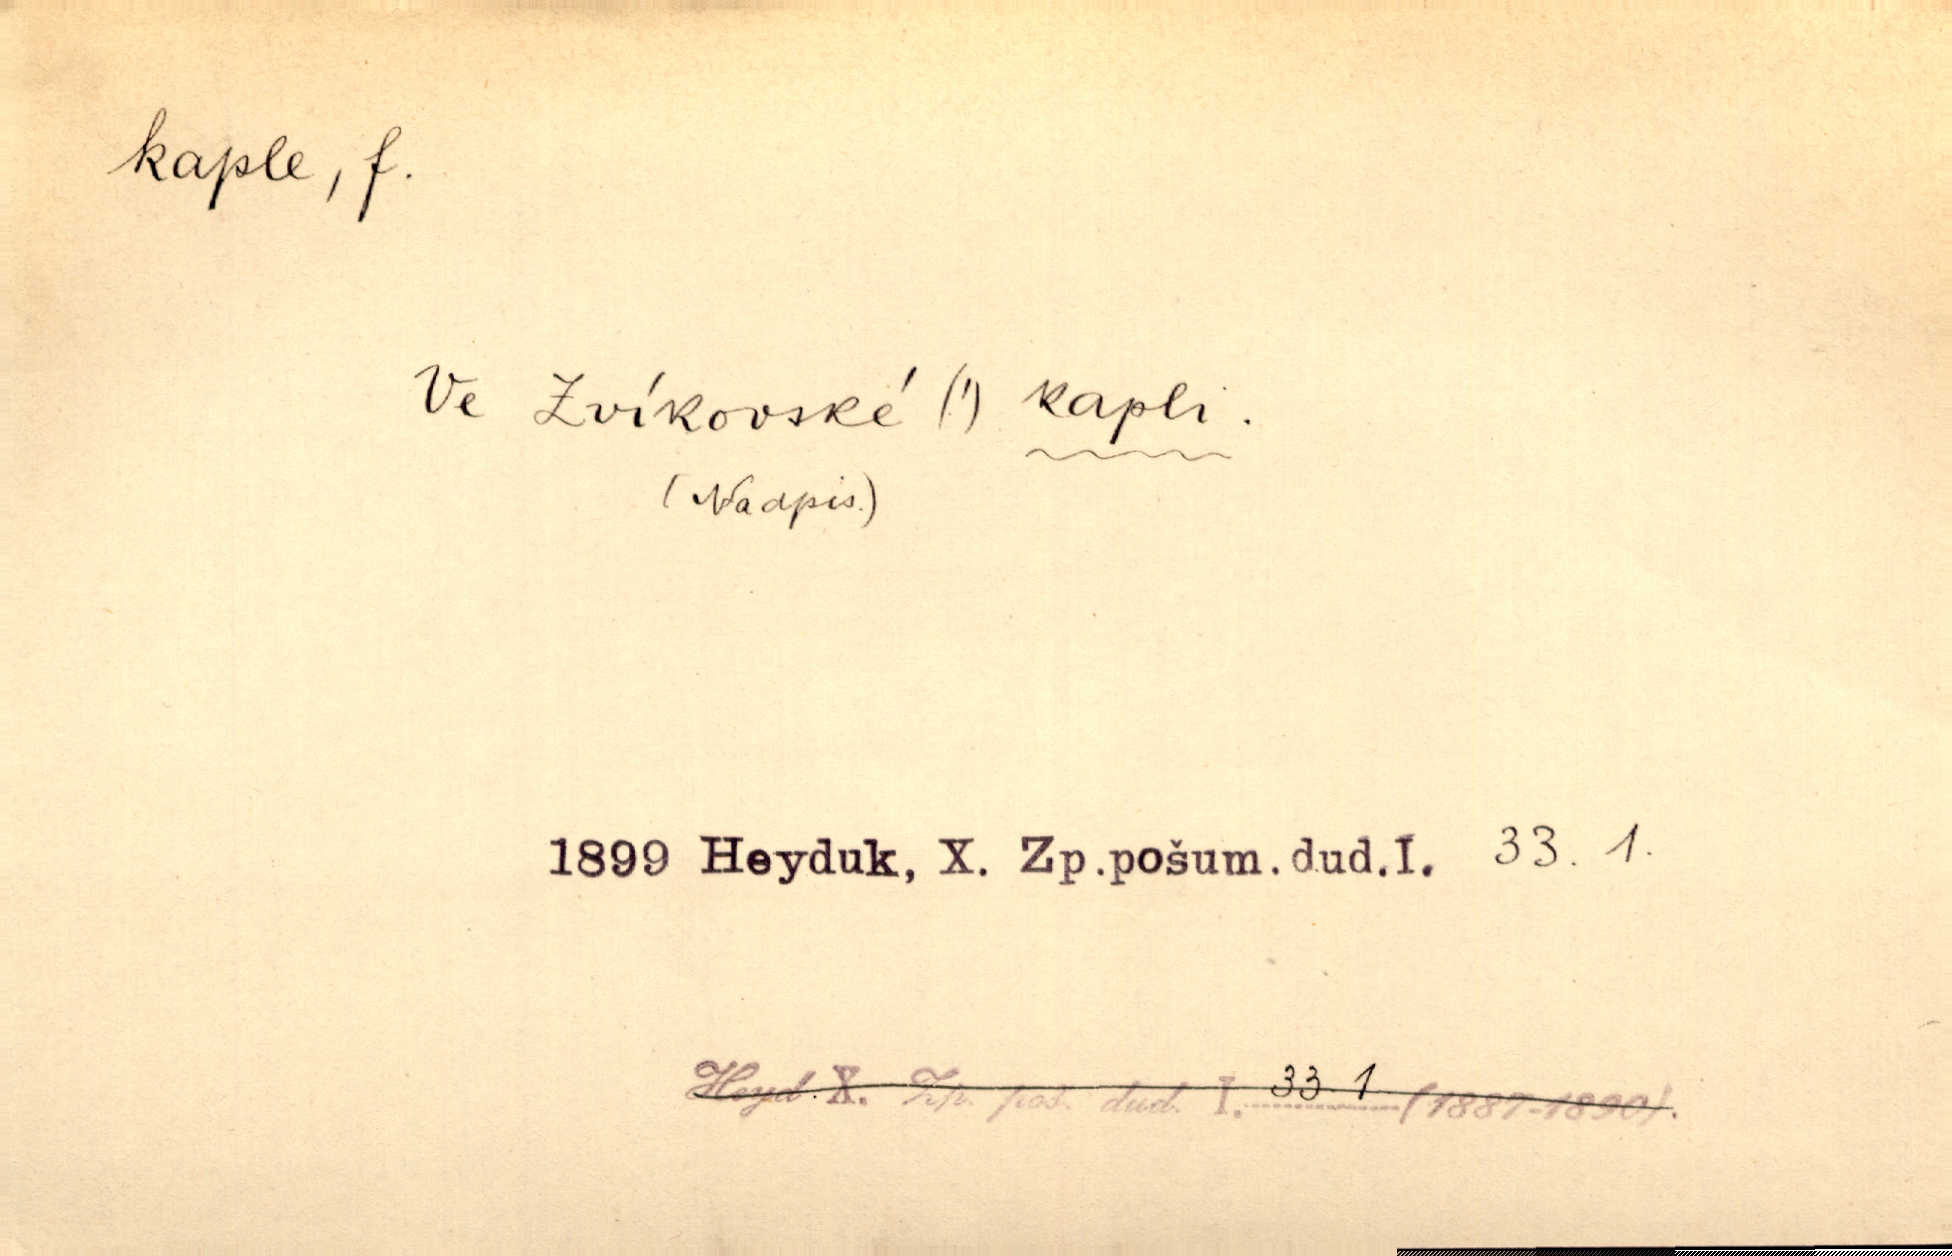 kaple, f.
Ve Zvíkovské (!) kapli.
(Nadpis.)
1899 Heyduk, X. Zp.pošum.dud.I. 33. 1.
Heyd. X. Zp. poš. dud. I. 33 1 (1887-1890).